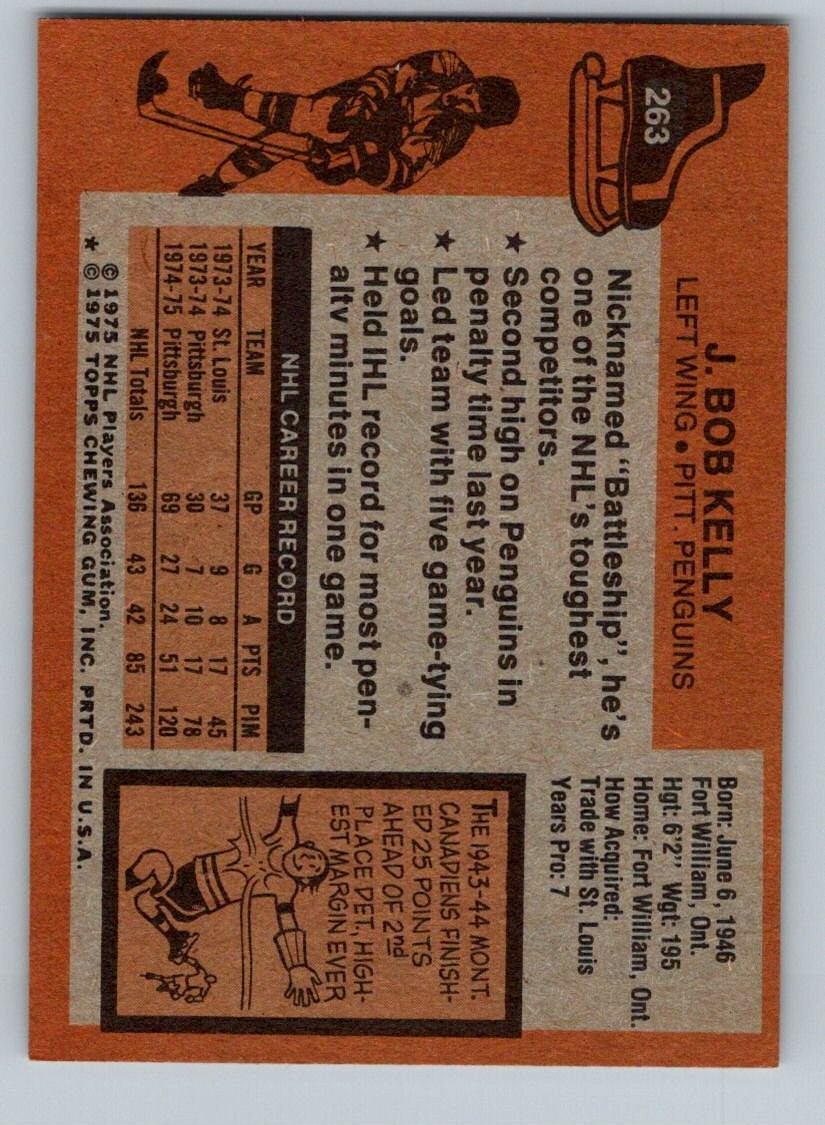 263
J. BOB KELLY
LEFT WING • PITT. PENGUINS
Born: June 6, 1946
Fort William, Ont.
Hgt: 6'2" Wgt: 195
Home: Fort William, Ont.
How Acquired:
Trade with St. Louis
Years Pro: 7
Nicknamed "Battleship", he's
one of the NHL's toughest
competitors.
★ Second high on Penguins in
penalty time last year.
★ Led team with five game-tying
goals.
★ Held IHL record for most pen-
alty minutes in one game.
NHL CAREER RECORD
YEAR TEAM GP G A PTS PIM
1973-74 St. Louis 37 9 8 17 45
1973-74 Pittsburgh 30 7 10 17 78
1974-75 Pittsburgh 69 27 24 51 120
NHL Totals 136 43 42 85 243
THE 1943-44 MONT.
CANADIENS FINISH-
ED 25 POINTS
AHEAD OF 2nd
PLACE DET., HIGH-
EST MARGIN EVER
© 1975 NHL Players Association.
★ © 1975 TOPPS CHEWING GUM, INC. PRTD. IN U.S.A.